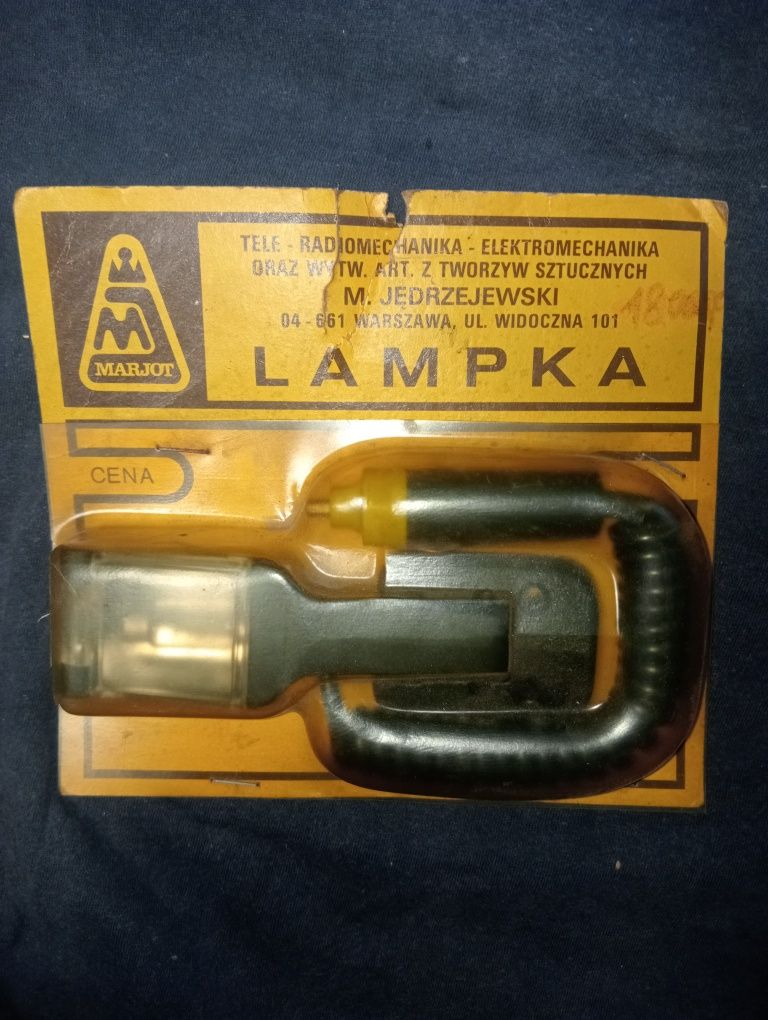 MARJOT
TELE - RADIOMECHANIKA - ELEKTROMECHANIKA
ORAZ WYTW. ART. Z TWORZYW SZTUCZNYCH
M. JĘDRZEJEWSKI
04 - 661 WARSZAWA, UL. WIDOCZNA 101
LAMPKA
CENA